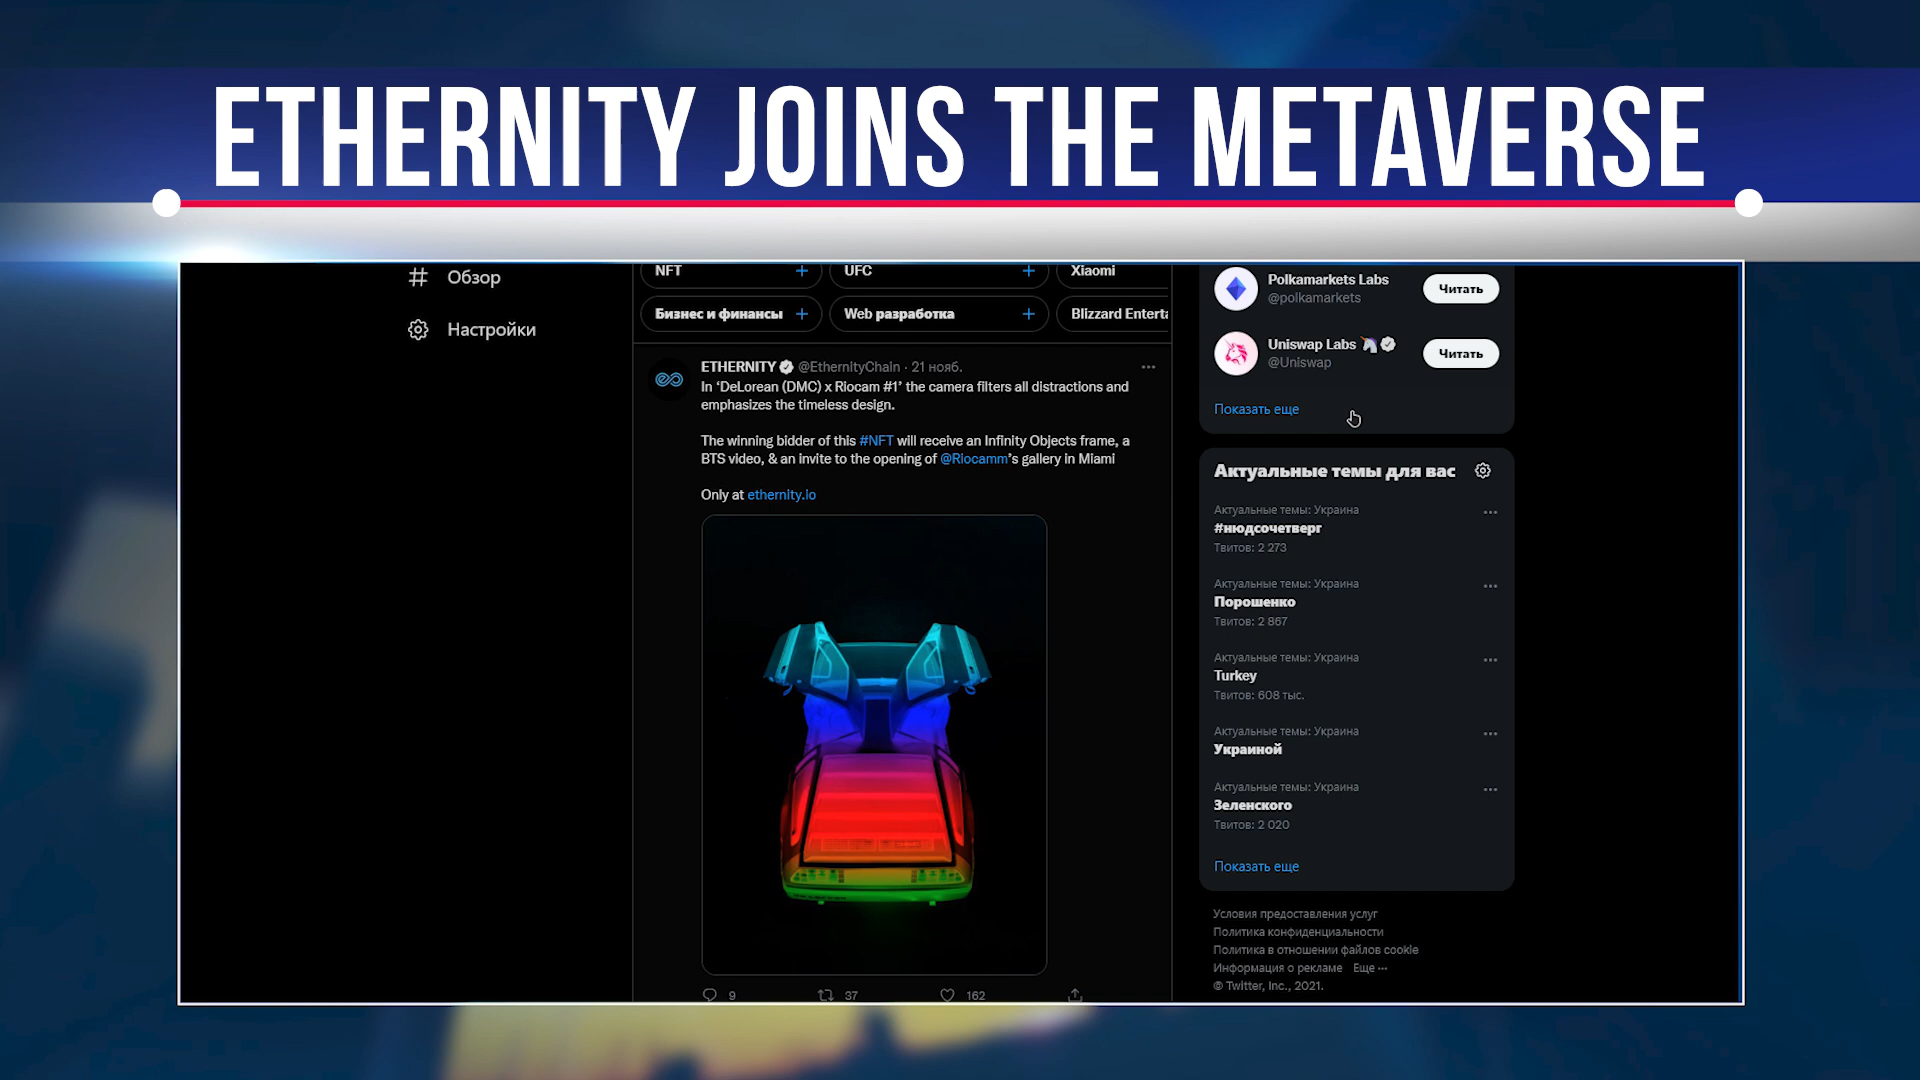 ETHERNITY JOINS THE METAVERSE
Обзор
Настройки
NFT +
UFC +
Xiaomi
Бизнес и финансы +
Web разработка +
Blizzard Enterta
ETHERNITY @EthernityChain · 21 нояб.
In ‘DeLorean (DMC) x Riocam #1’ the camera filters all distractions and
emphasizes the timeless design.
The winning bidder of this #NFT will receive an Infinity Objects frame, a
BTS video, & an invite to the opening of @Riocamm’s gallery in Miami
Only at ethernity.io
9
37
162
Polkamarkets Labs
@polkamarkets
Читать
Uniswap Labs 🦄
@Uniswap
Читать
Показать еще
Актуальные темы для вас
Актуальные темы: Украина
#нюдсочетверг
Твитов: 2 273
Актуальные темы: Украина
Порошенко
Твитов: 2 867
Актуальные темы: Украина
Turkey
Твитов: 608 тыс.
Актуальные темы: Украина
Украиной
Актуальные темы: Украина
Зеленского
Твитов: 2 020
Показать еще
Условия предоставления услуг
Политика конфиденциальности
Политика в отношении файлов cookie
Информация о рекламе Еще ···
© Twitter, Inc., 2021.